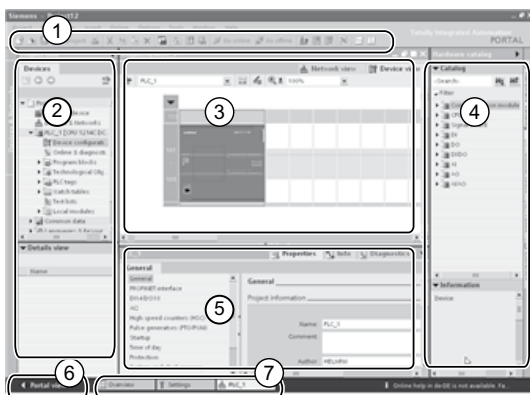 Siemens - Project12
Totally Integrated Automation
PORTAL
1
Devices
Network view
Device v
Hardware catalog
Catalog
<Search>
Filter
PLC_1
100%
2
3
4
PLC_1 [CPU 1214C DC
Device configurati
Online & diagnosti
Program blocks
Technological Obj
PLC tags
Watch tables
Text lists
Local modules
Common data
Languages & Resour
DI
DO
DI/DO
AI
AO
AI/AO
Details view
Name
Properties
Info
Diagnostics
General
General
PROFINET interface
DI14/DO10
AI2
High speed counters (HSC)
Pulse generators (PTO/PWM)
Startup
Time of day
Protection
5
General
Project information
Name
PLC_1
Comment
Author
Information
Device
6
7
Portal view
Overview
Settings
PLC_1
Online help in de-DE is not available. Fa...